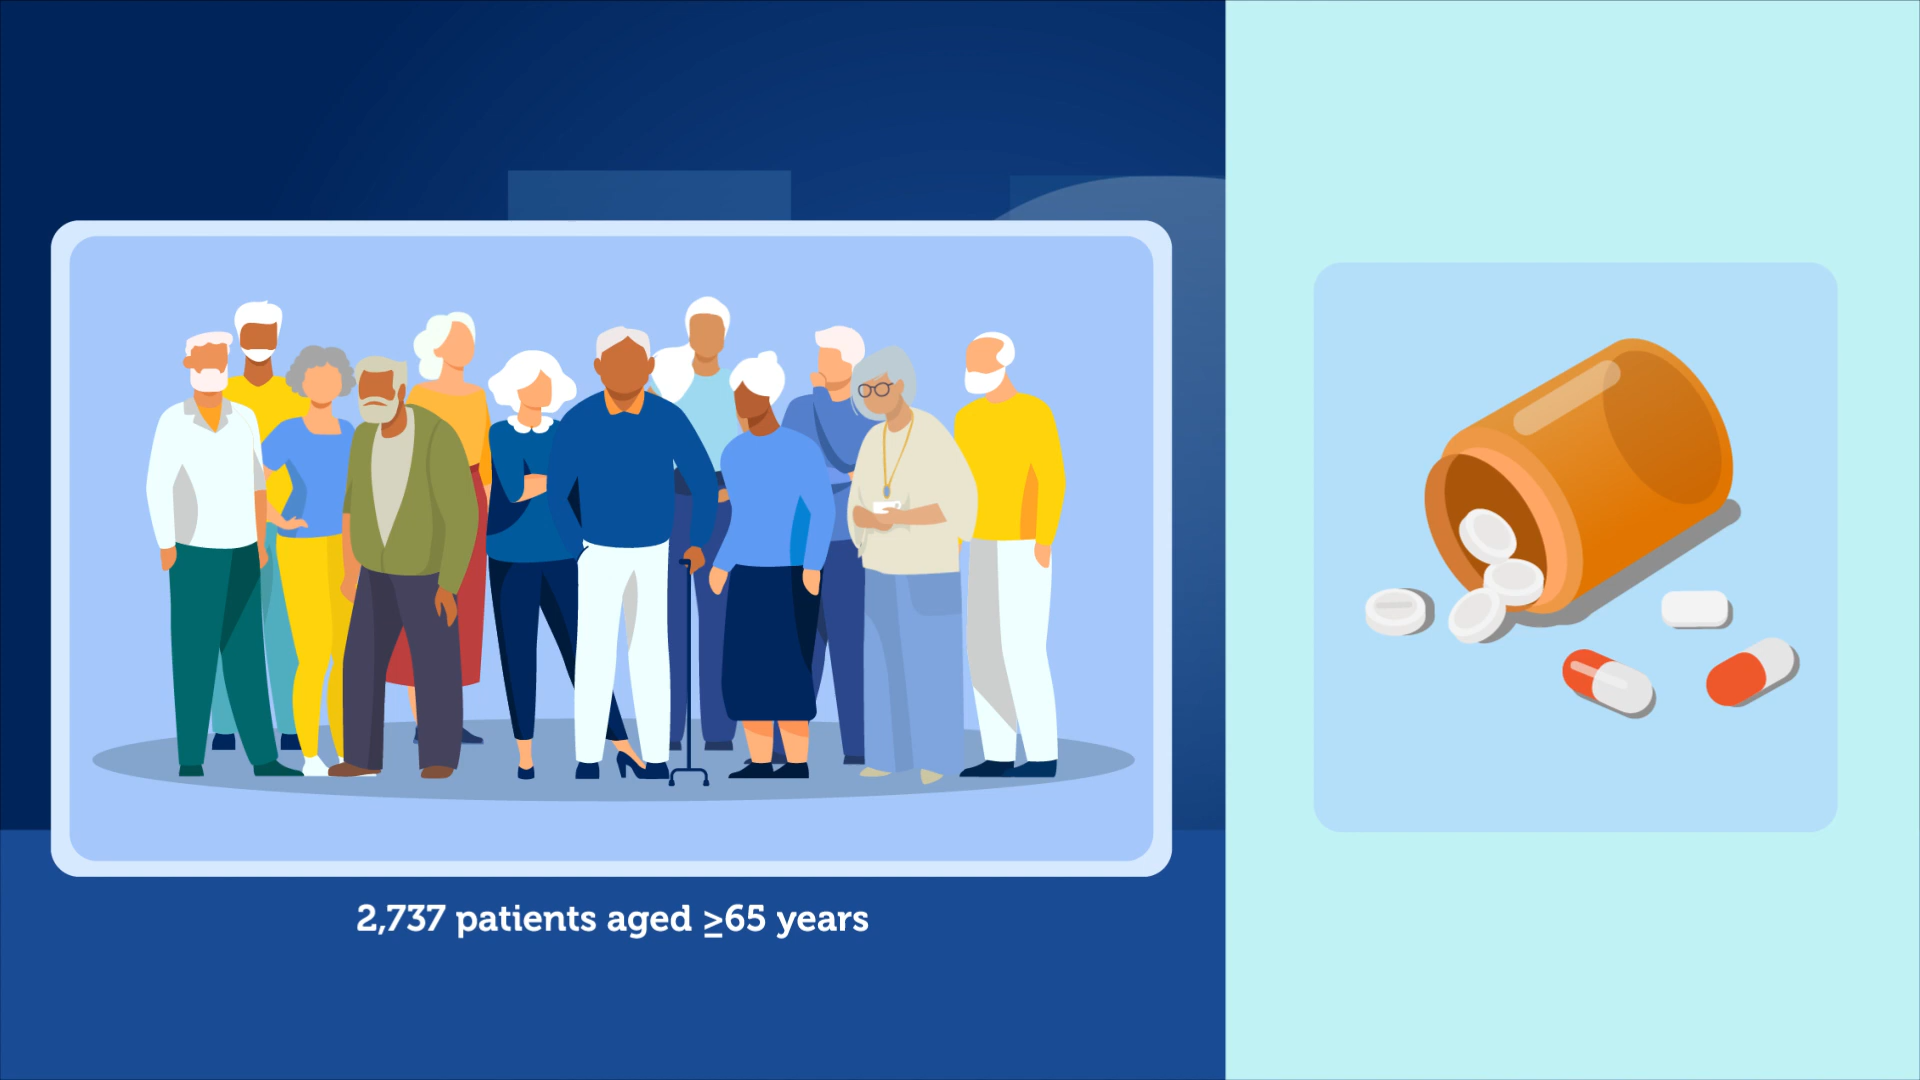 2,737 patients aged ≥65 years